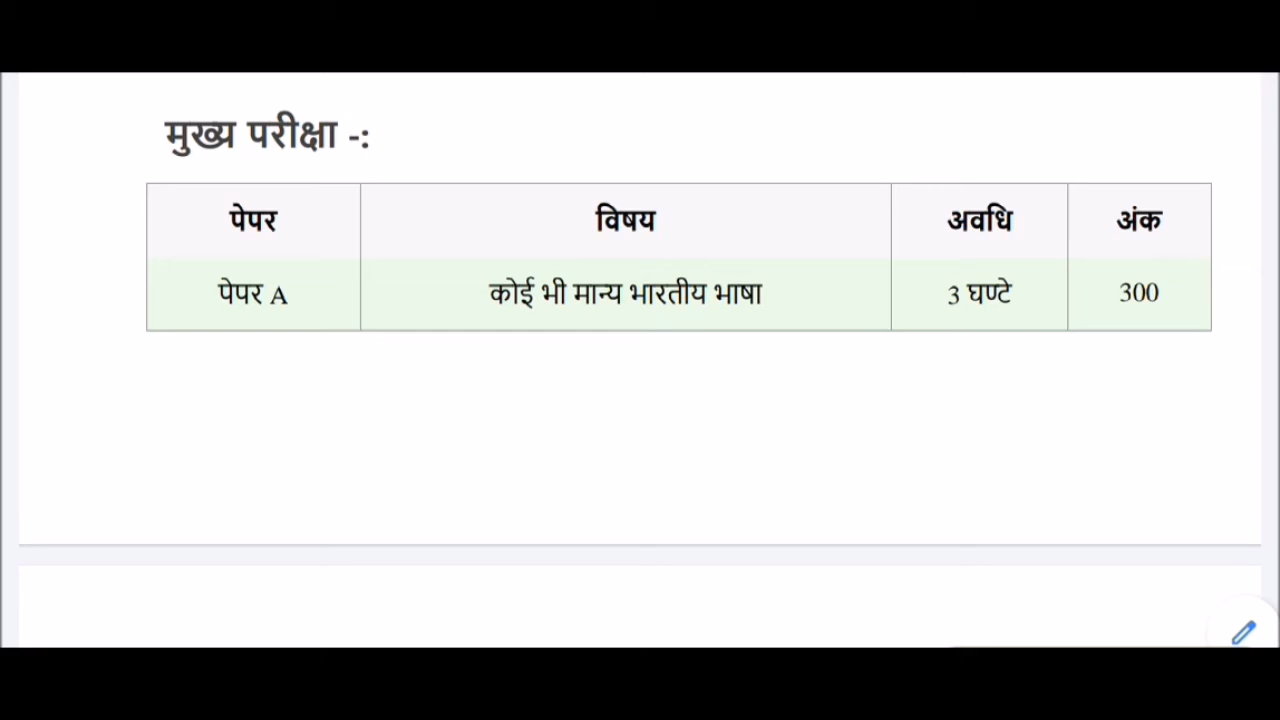 मुख्य परीक्षा -:
पेपर विषय अवधि अंक
पेपर A कोई भी मान्य भारतीय भाषा 3 घण्टे 300